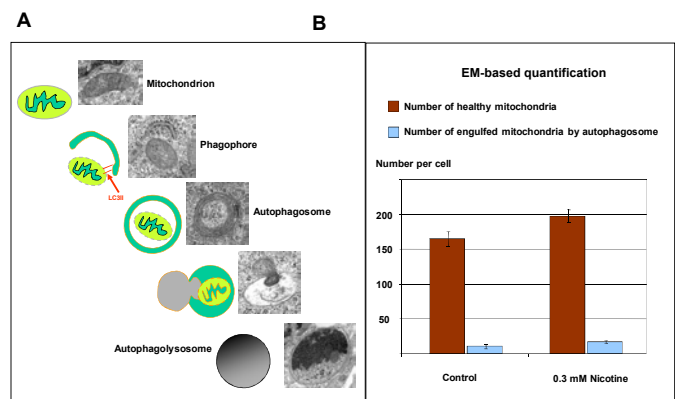 A
B
Mitochondrion
Phagophore
LC3II
Autophagosome
Autophagolysosome
EM-based quantification
Number of healthy mitochondria
Number of engulfed mitochondria by autophagosome
Number per cell
200
150
100
50
Control
0.3 mM Nicotine